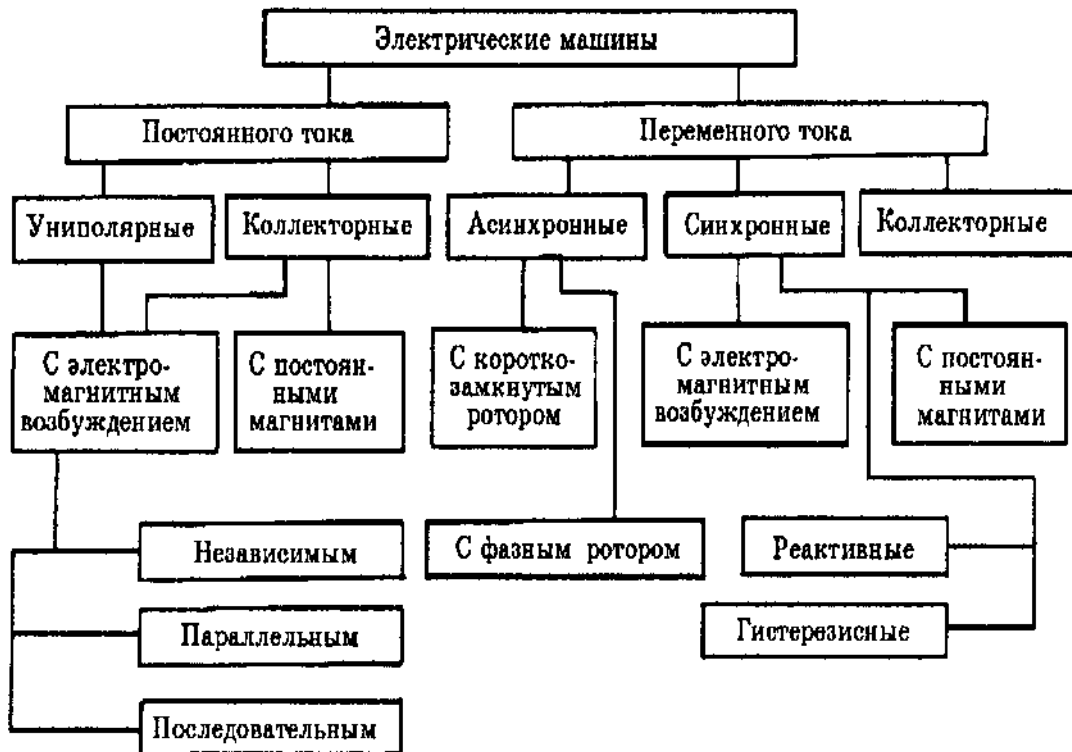 Электрические машины
Постоянного тока
Переменного тока
Униполярные
Коллекторные
Асинхронные
Синхронные
Коллекторные
С электро-
магнитным
возбуждением
С постоян-
ными
магнитами
С коротко-
замкнутым
ротором
С электро-
магнитным
возбуждением
С постоян-
ными
магнитами
Независимым
С фазным ротором
Реактивные
Параллельным
Гистерезисные
Последовательным